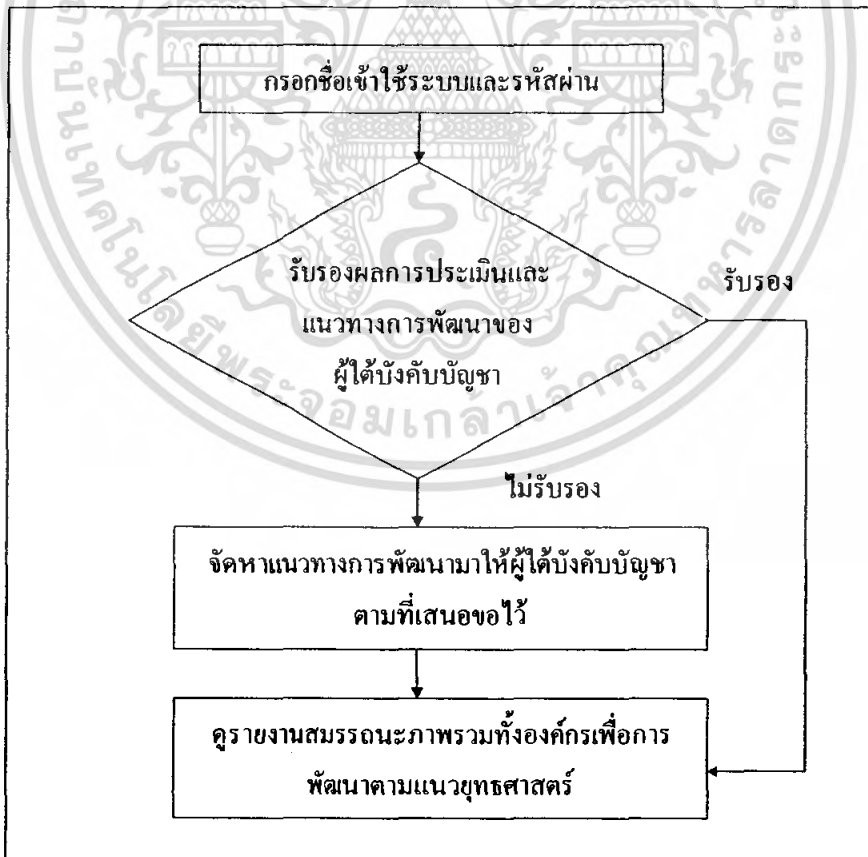 กรอกชื่อเข้าใช้ระบบและรหัสผ่าน
รับรองผลการประเมินและ
แนวทางการพัฒนาของ
ผู้ใต้บังคับบัญชา
รับรอง
ไม่รับรอง
จัดหาแนวทางการพัฒนามาให้ผู้ใต้บังคับบัญชา
ตามที่เสนอขอไว้
ดูรายงานสมรรถนะภาพรวมทั้งองค์กรเพื่อการ
พัฒนาตามแนวยุทธศาสตร์